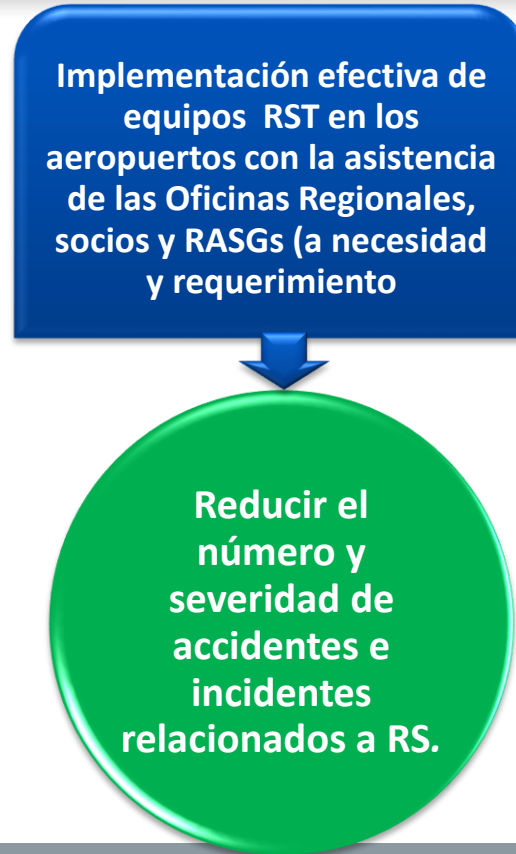 Implementación efectiva de
equipos RST en los
aeropuertos con la asistencia
de las Oficinas Regionales,
socios y RASGs (a necesidad
y requerimiento
Reducir el
número y
severidad de
accidentes e
incidentes
relacionados a RS.